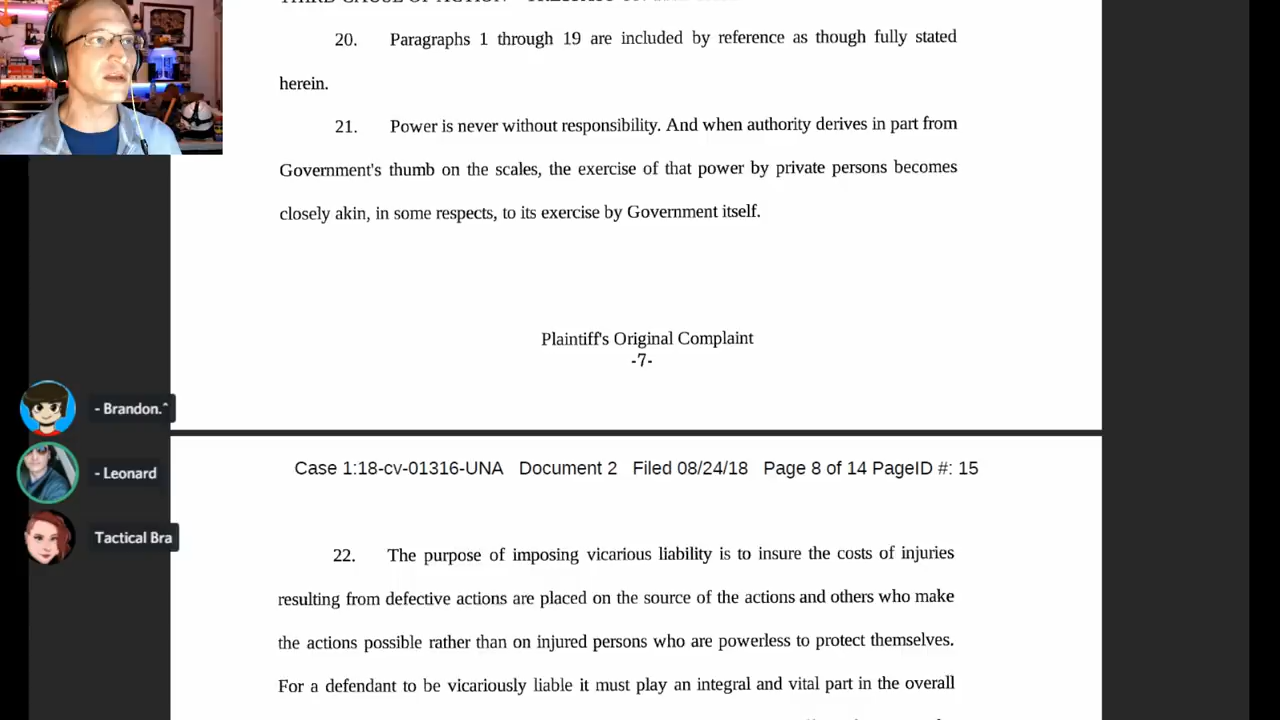 THIRD CAUSE OF ACTION
20. Paragraphs 1 through 19 are included by reference as though fully stated
herein.
21. Power is never without responsibility. And when authority derives in part from
Government's thumb on the scales, the exercise of that power by private persons becomes
closely akin, in some respects, to its exercise by Government itself.
Plaintiff's Original Complaint
-7-
- Brandon.^
- Leonard
Tactical Bra
Case 1:18-cv-01316-UNA Document 2 Filed 08/24/18 Page 8 of 14 PageID #: 15
22. The purpose of imposing vicarious liability is to insure the costs of injuries
resulting from defective actions are placed on the source of the actions and others who make
the actions possible rather than on injured persons who are powerless to protect themselves.
For a defendant to be vicariously liable it must play an integral and vital part in the overall